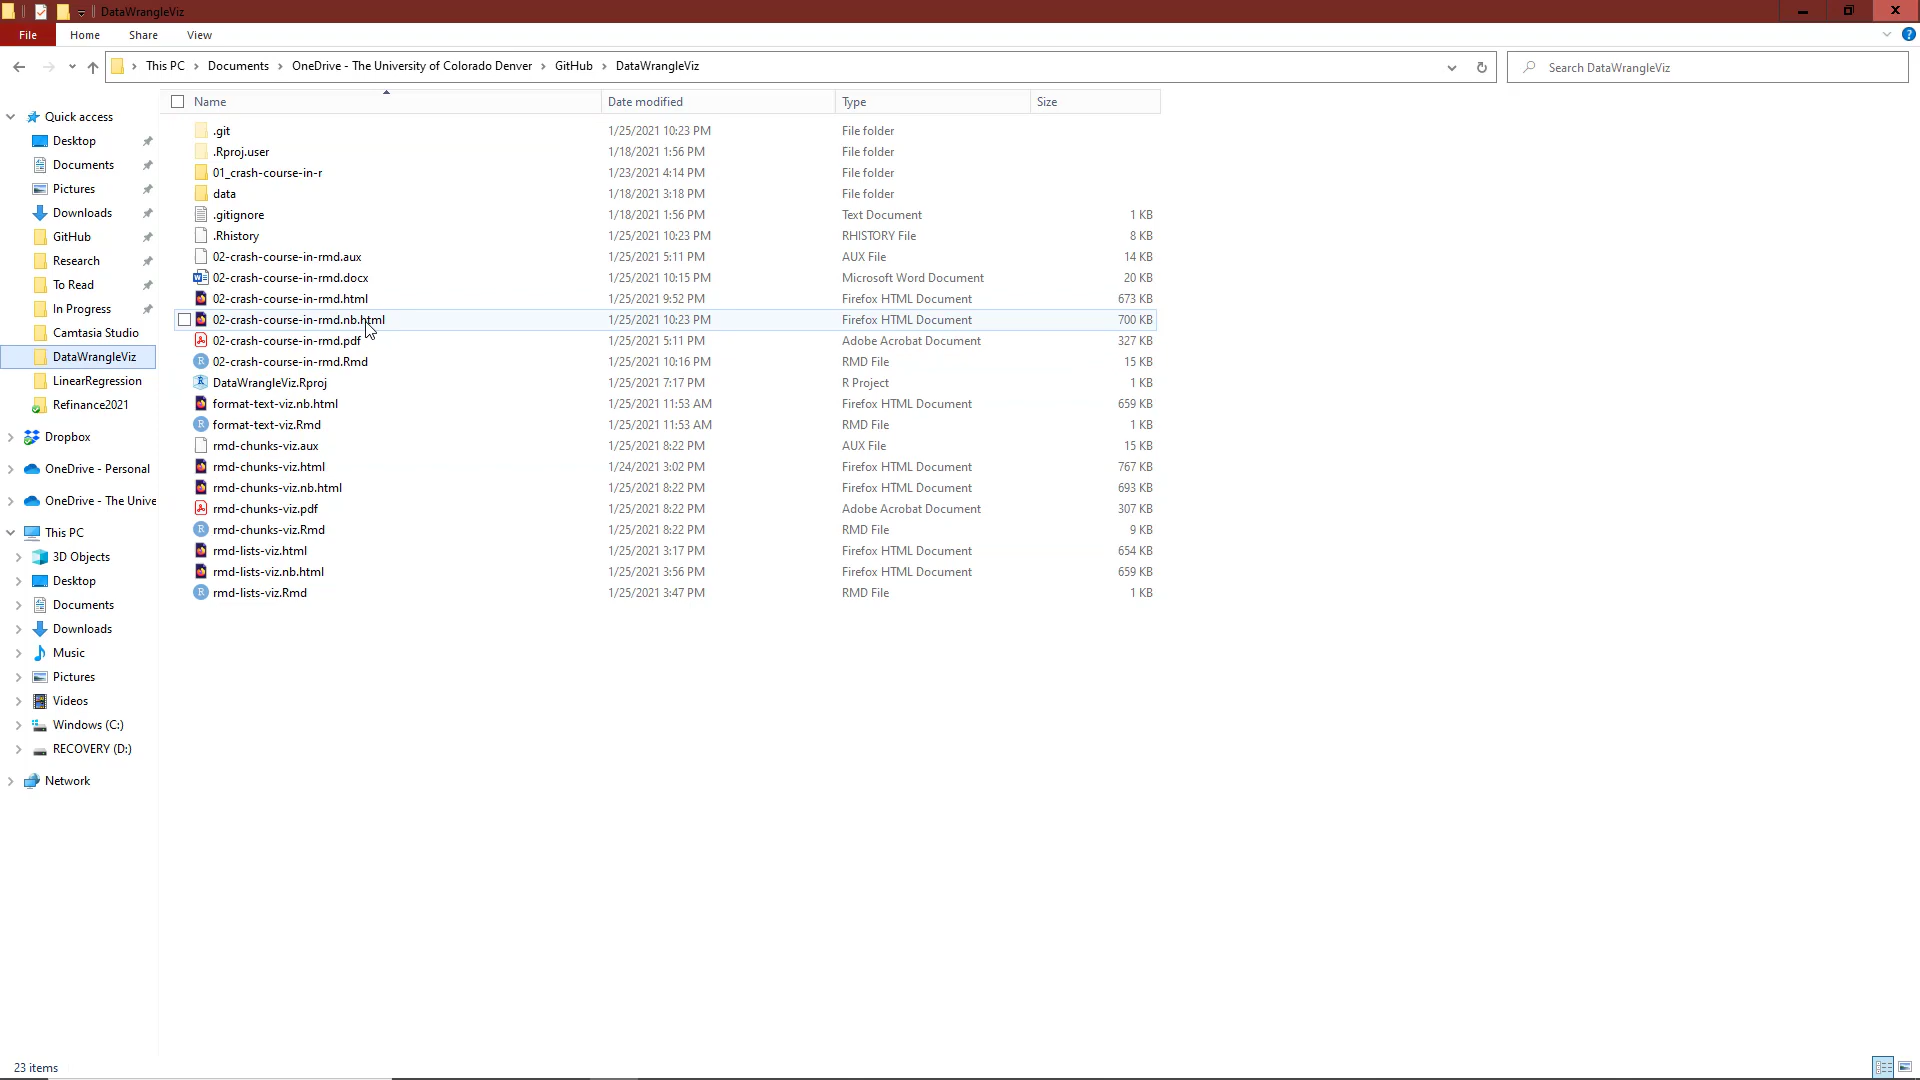 DataWrangleViz
File Home Share View
This PC Documents OneDrive - The University of Colorado Denver GitHub DataWrangleViz
Search DataWrangleViz
Name Date modified Type Size
Quick access
Desktop
Documents
Pictures
Downloads
GitHub
Research
To Read
In Progress
Camtasia Studio
DataWrangleViz
LinearRegression
Refinance2021
Dropbox
OneDrive - Personal
OneDrive - The Unive
This PC
3D Objects
Desktop
Documents
Downloads
Music
Pictures
Videos
Windows (C:)
RECOVERY (D:)
Network
.git 1/25/2021 10:23 PM File folder
.Rproj.user 1/18/2021 1:56 PM File folder
01_crash-course-in-r 1/23/2021 4:14 PM File folder
data 1/18/2021 3:18 PM File folder
.gitignore 1/18/2021 1:56 PM Text Document 1 KB
.Rhistory 1/25/2021 10:23 PM RHISTORY File 8 KB
02-crash-course-in-rmd.aux 1/25/2021 5:11 PM AUX File 14 KB
02-crash-course-in-rmd.docx 1/25/2021 10:15 PM Microsoft Word Document 20 KB
02-crash-course-in-rmd.html 1/25/2021 9:52 PM Firefox HTML Document 673 KB
02-crash-course-in-rmd.nb.html 1/25/2021 10:23 PM Firefox HTML Document 700 KB
02-crash-course-in-rmd.pdf 1/25/2021 5:11 PM Adobe Acrobat Document 327 KB
02-crash-course-in-rmd.Rmd 1/25/2021 10:16 PM RMD File 15 KB
DataWrangleViz.Rproj 1/25/2021 7:17 PM R Project 1 KB
format-text-viz.nb.html 1/25/2021 11:53 AM Firefox HTML Document 659 KB
format-text-viz.Rmd 1/25/2021 11:53 AM RMD File 1 KB
rmd-chunks-viz.aux 1/25/2021 8:22 PM AUX File 15 KB
rmd-chunks-viz.html 1/24/2021 3:02 PM Firefox HTML Document 767 KB
rmd-chunks-viz.nb.html 1/25/2021 8:22 PM Firefox HTML Document 693 KB
rmd-chunks-viz.pdf 1/25/2021 8:22 PM Adobe Acrobat Document 307 KB
rmd-chunks-viz.Rmd 1/25/2021 8:22 PM RMD File 9 KB
rmd-lists-viz.html 1/25/2021 3:17 PM Firefox HTML Document 654 KB
rmd-lists-viz.nb.html 1/25/2021 3:56 PM Firefox HTML Document 659 KB
rmd-lists-viz.Rmd 1/25/2021 3:47 PM RMD File 1 KB
23 items